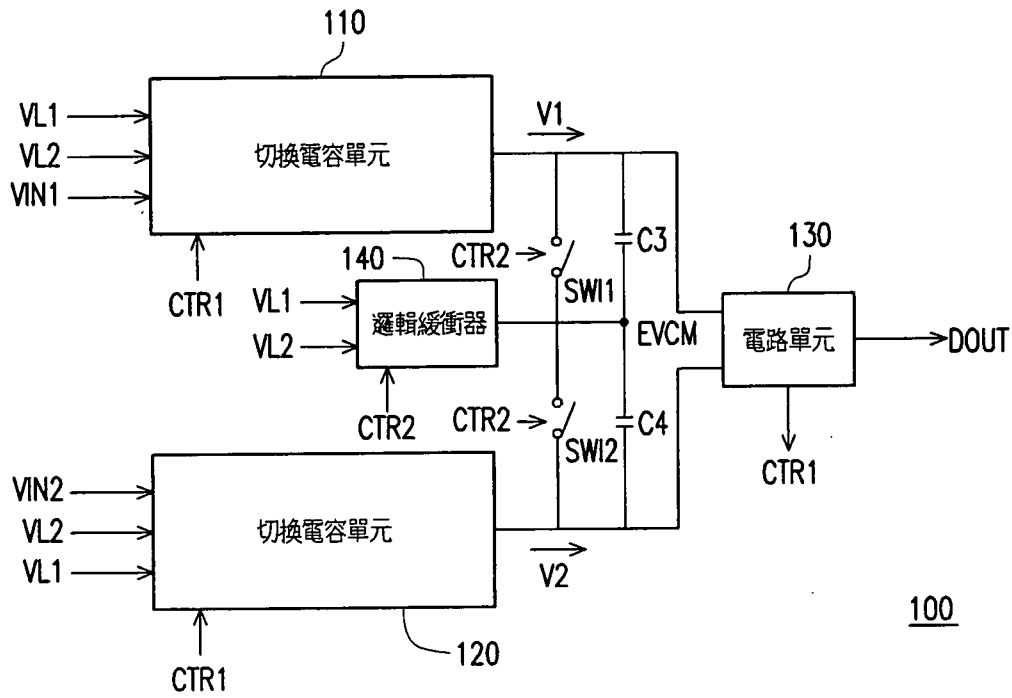 110
VL1
VL2
VIN1
切換電容單元
V1
CTR1
CTR2
SWI1
C3
130
140
VL1
VL2
邏輯緩衝器
EVCM
電路單元
DOUT
CTR2
CTR2
SWI2
C4
CTR1
VIN2
VL2
VL1
切換電容單元
V2
CTR1
120
100